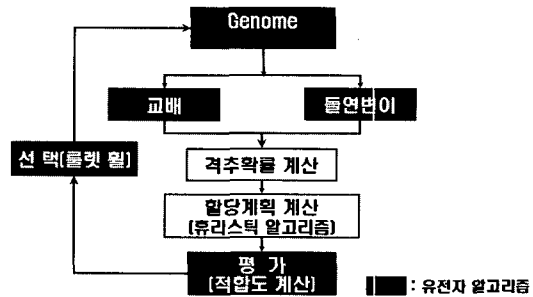 Genome
교배
돌연변이
선 택(룰렛 휠)
격추확률 계산
할당계획 계산
(휴리스틱 알고리즘)
평 가
(적합도 계산)
: 유전자 알고리즘